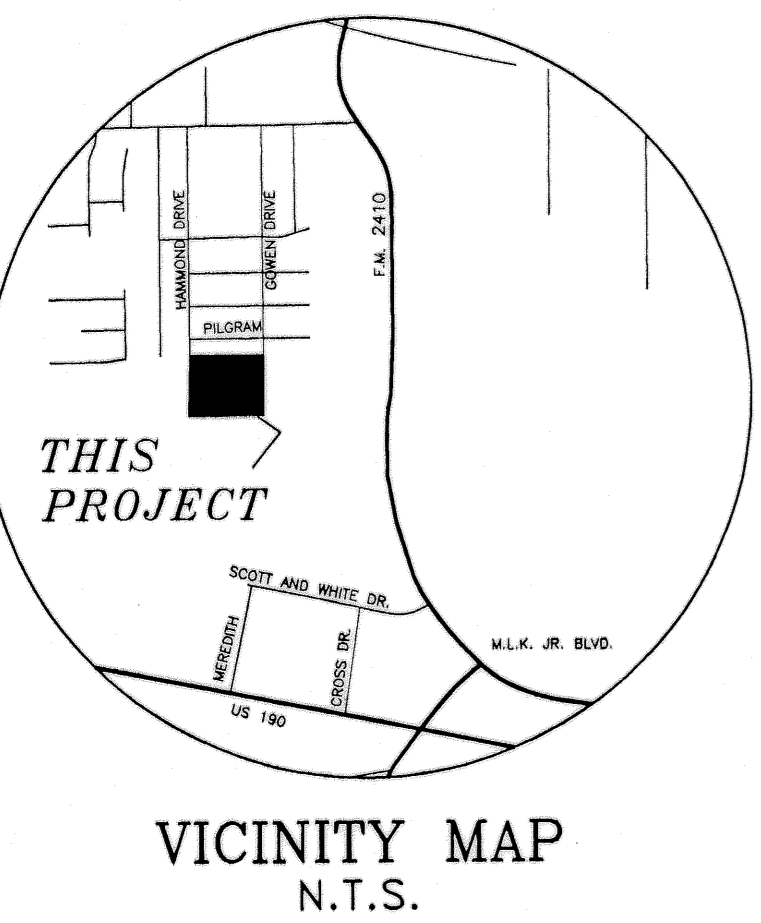 HAMMOND DRIVE
GOWEN DRIVE
F.M. 2410
PILGRAM
THIS
PROJECT
SCOTT AND WHITE DR.
MEREDITH
CROSS DR.
M.L.K. JR. BLVD.
US 190
VICINITY MAP
N.T.S.